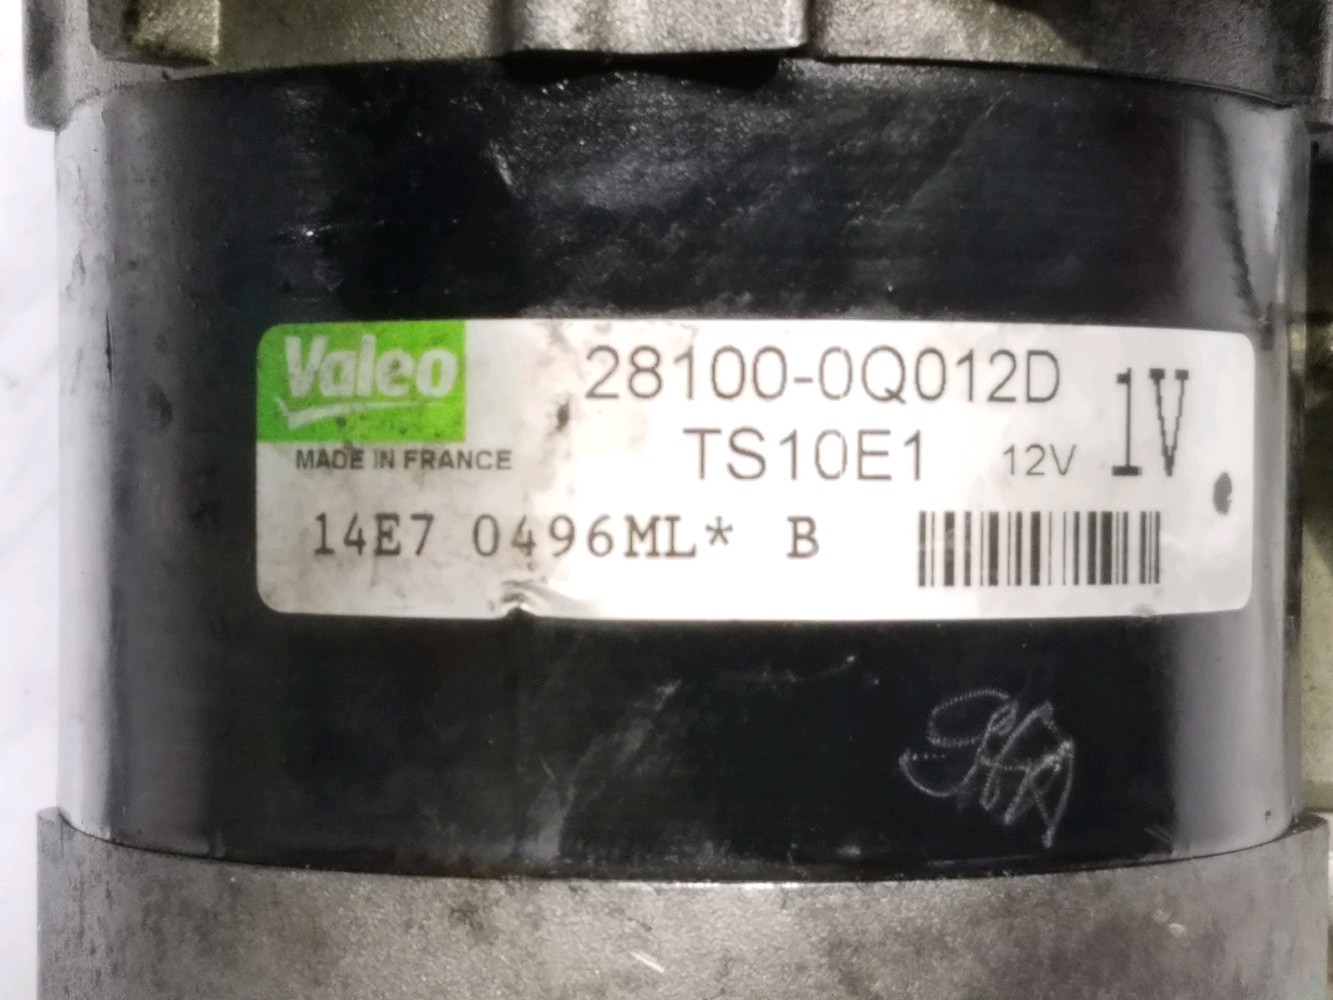 Valeo
28100-0Q012D
1V
MADE IN FRANCE
TS10E1 12V
14E7 0496ML* B